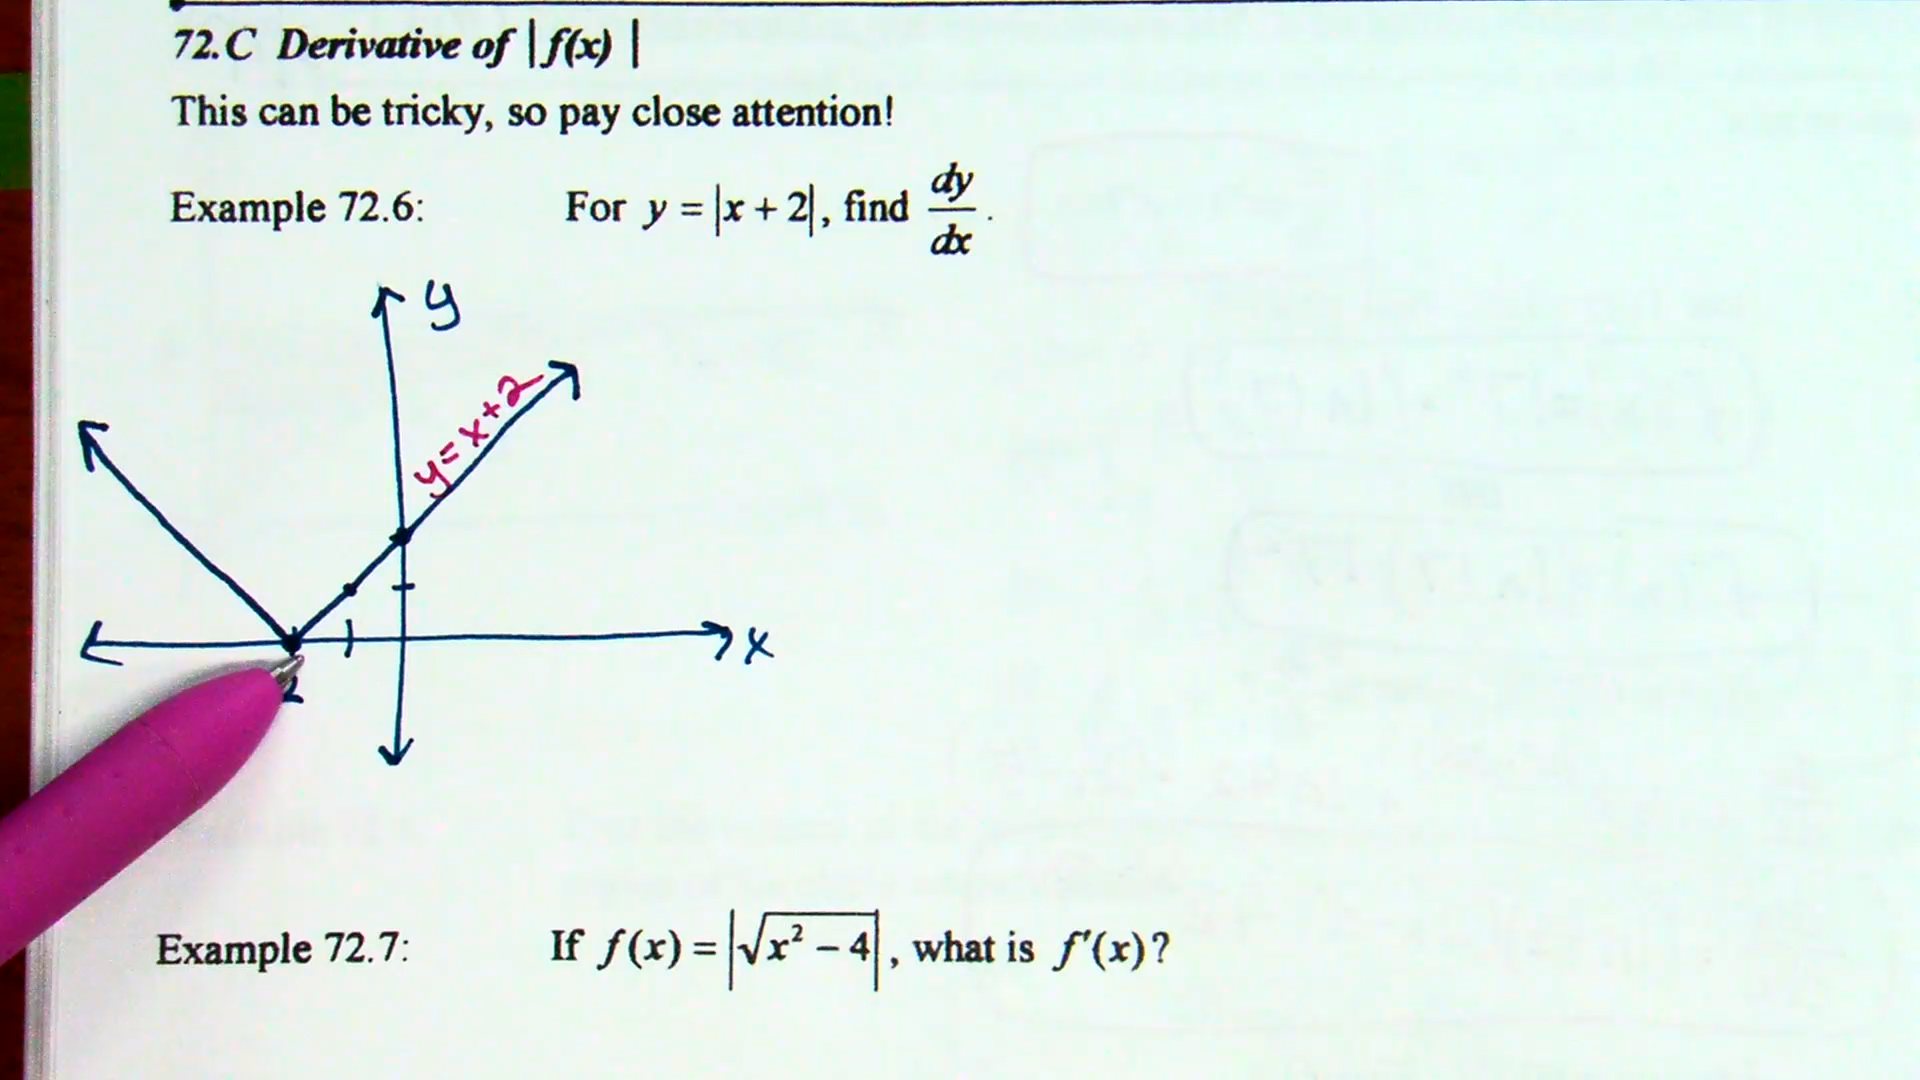 72.C Derivative of | f(x) |
This can be tricky, so pay close attention!
Example 72.6: For y = |x + 2|, find dy/dx.
y
y = x + 2
x
2
Example 72.7: If f(x) = |√(x² − 4)|, what is f′(x)?